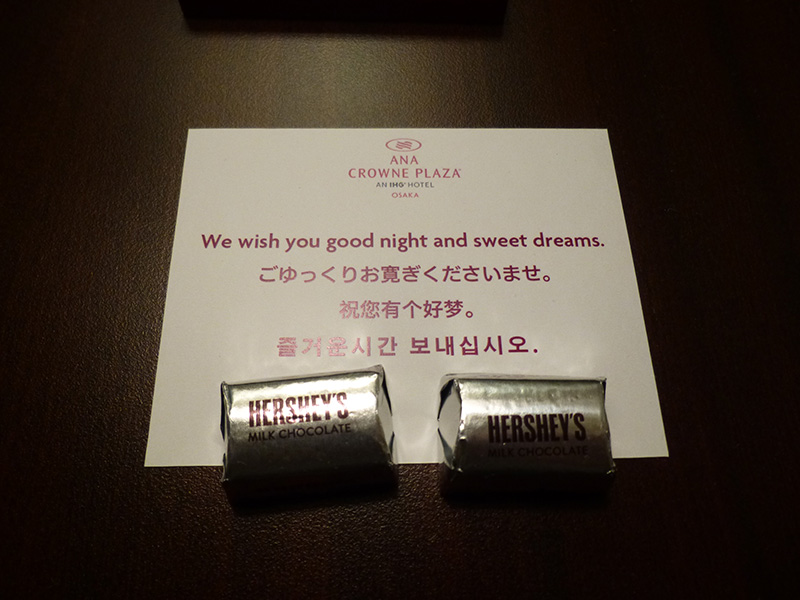 ANA
CROWNE PLAZA
AN IHG® HOTEL
OSAKA
We wish you good night and sweet dreams.
ごゆっくりお寛ぎくださいませ。
祝您有个好梦。
즐거운시간 보내십시오.
HERSHEY'S
MILK CHOCOLATE
HERSHEY'S
MILK CHOCOLATE